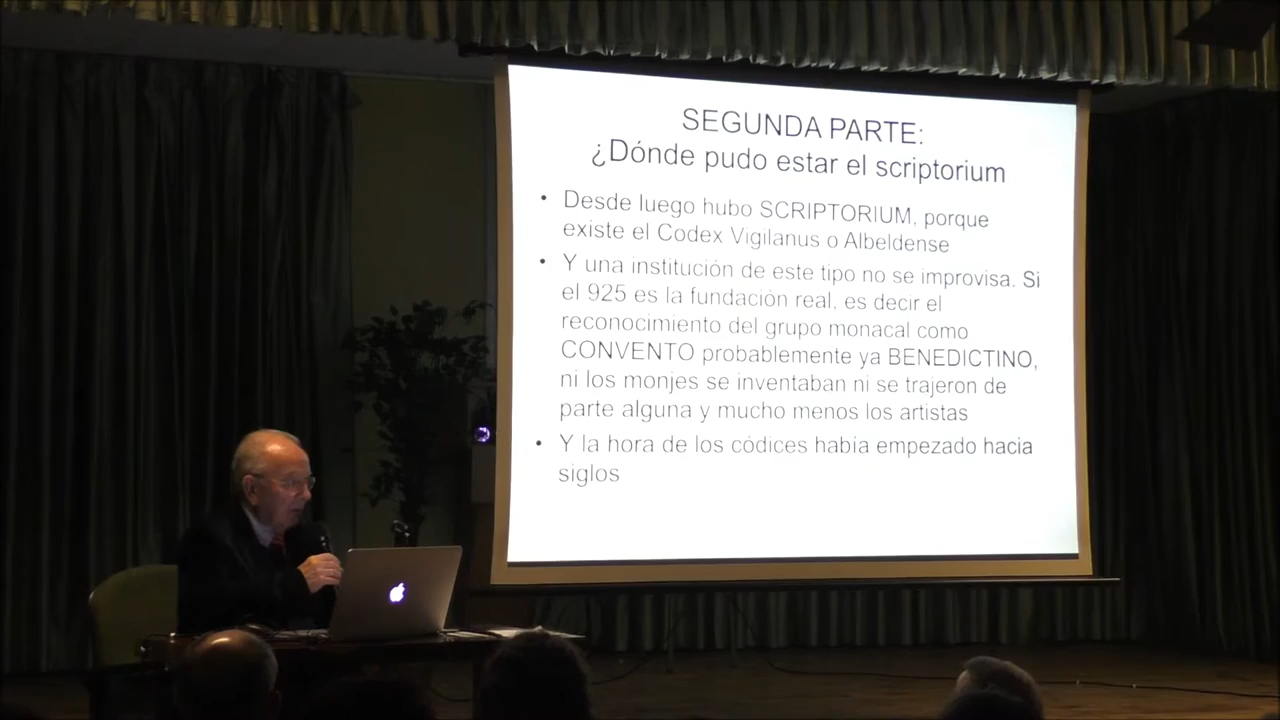 SEGUNDA PARTE:
¿Dónde pudo estar el scriptorium
• Desde luego hubo SCRIPTORIUM, porque
existe el Codex Vigilanus o Albeldense
• Y una institución de este tipo no se improvisa. Si
el 925 es la fundación real, es decir el
reconocimiento del grupo monacal como
CONVENTO probablemente ya BENEDICTINO,
ni los monjes se inventaban ni se trajeron de
parte alguna y mucho menos los artistas
• Y la hora de los códices había empezado hacia
siglos